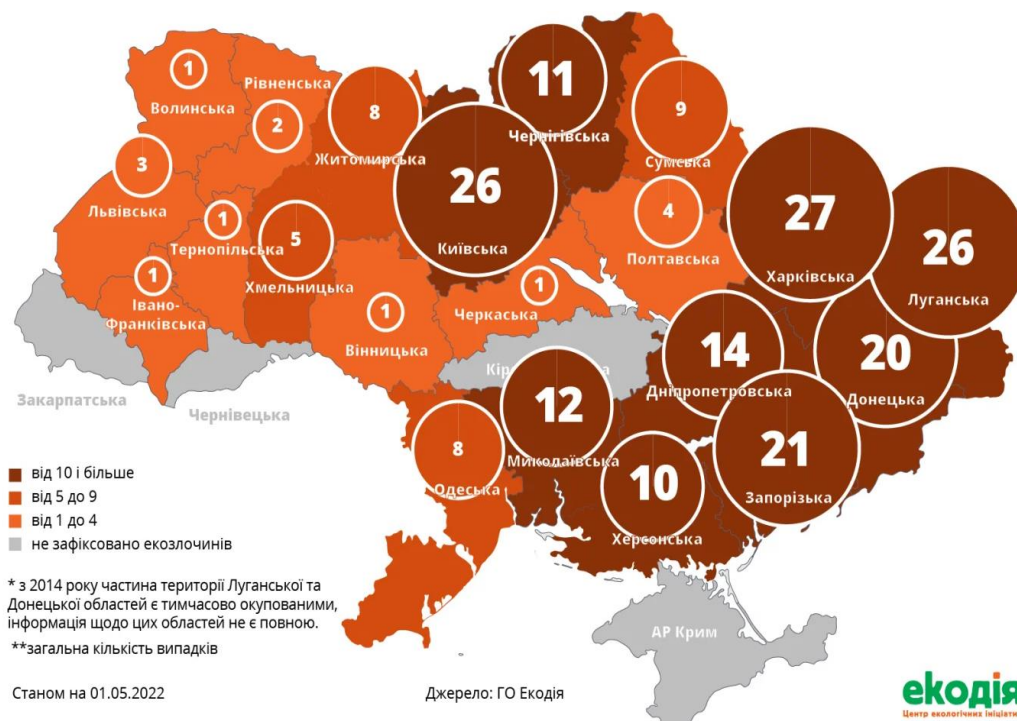 1
Волинська
Рівненська
2
8
Житомирська
11
Чернігівська
9
Сумська
3
Львівська
1
Тернопільська
5
Хмельницька
26
Київська
4
Полтавська
27
Харківська
26
Луганська
1
Івано-
Франківська
1
Вінницька
1
Черкаська
14
Дніпропетровська
20
Донецька
Закарпатська
Чернівецька
12
Миколаївська
8
Одеська
10
Херсонська
21
Запорізька
АР Крим
від 10 і більше
від 5 до 9
від 1 до 4
не зафіксовано екозлочинів
* з 2014 року частина території Луганської та
Донецької областей є тимчасово окупованими,
інформація щодо цих областей не є повною.
**загальна кількість випадків
Станом на 01.05.2022
Джерело: ГО Екодія
екодія
Центр екологічних ініціатив